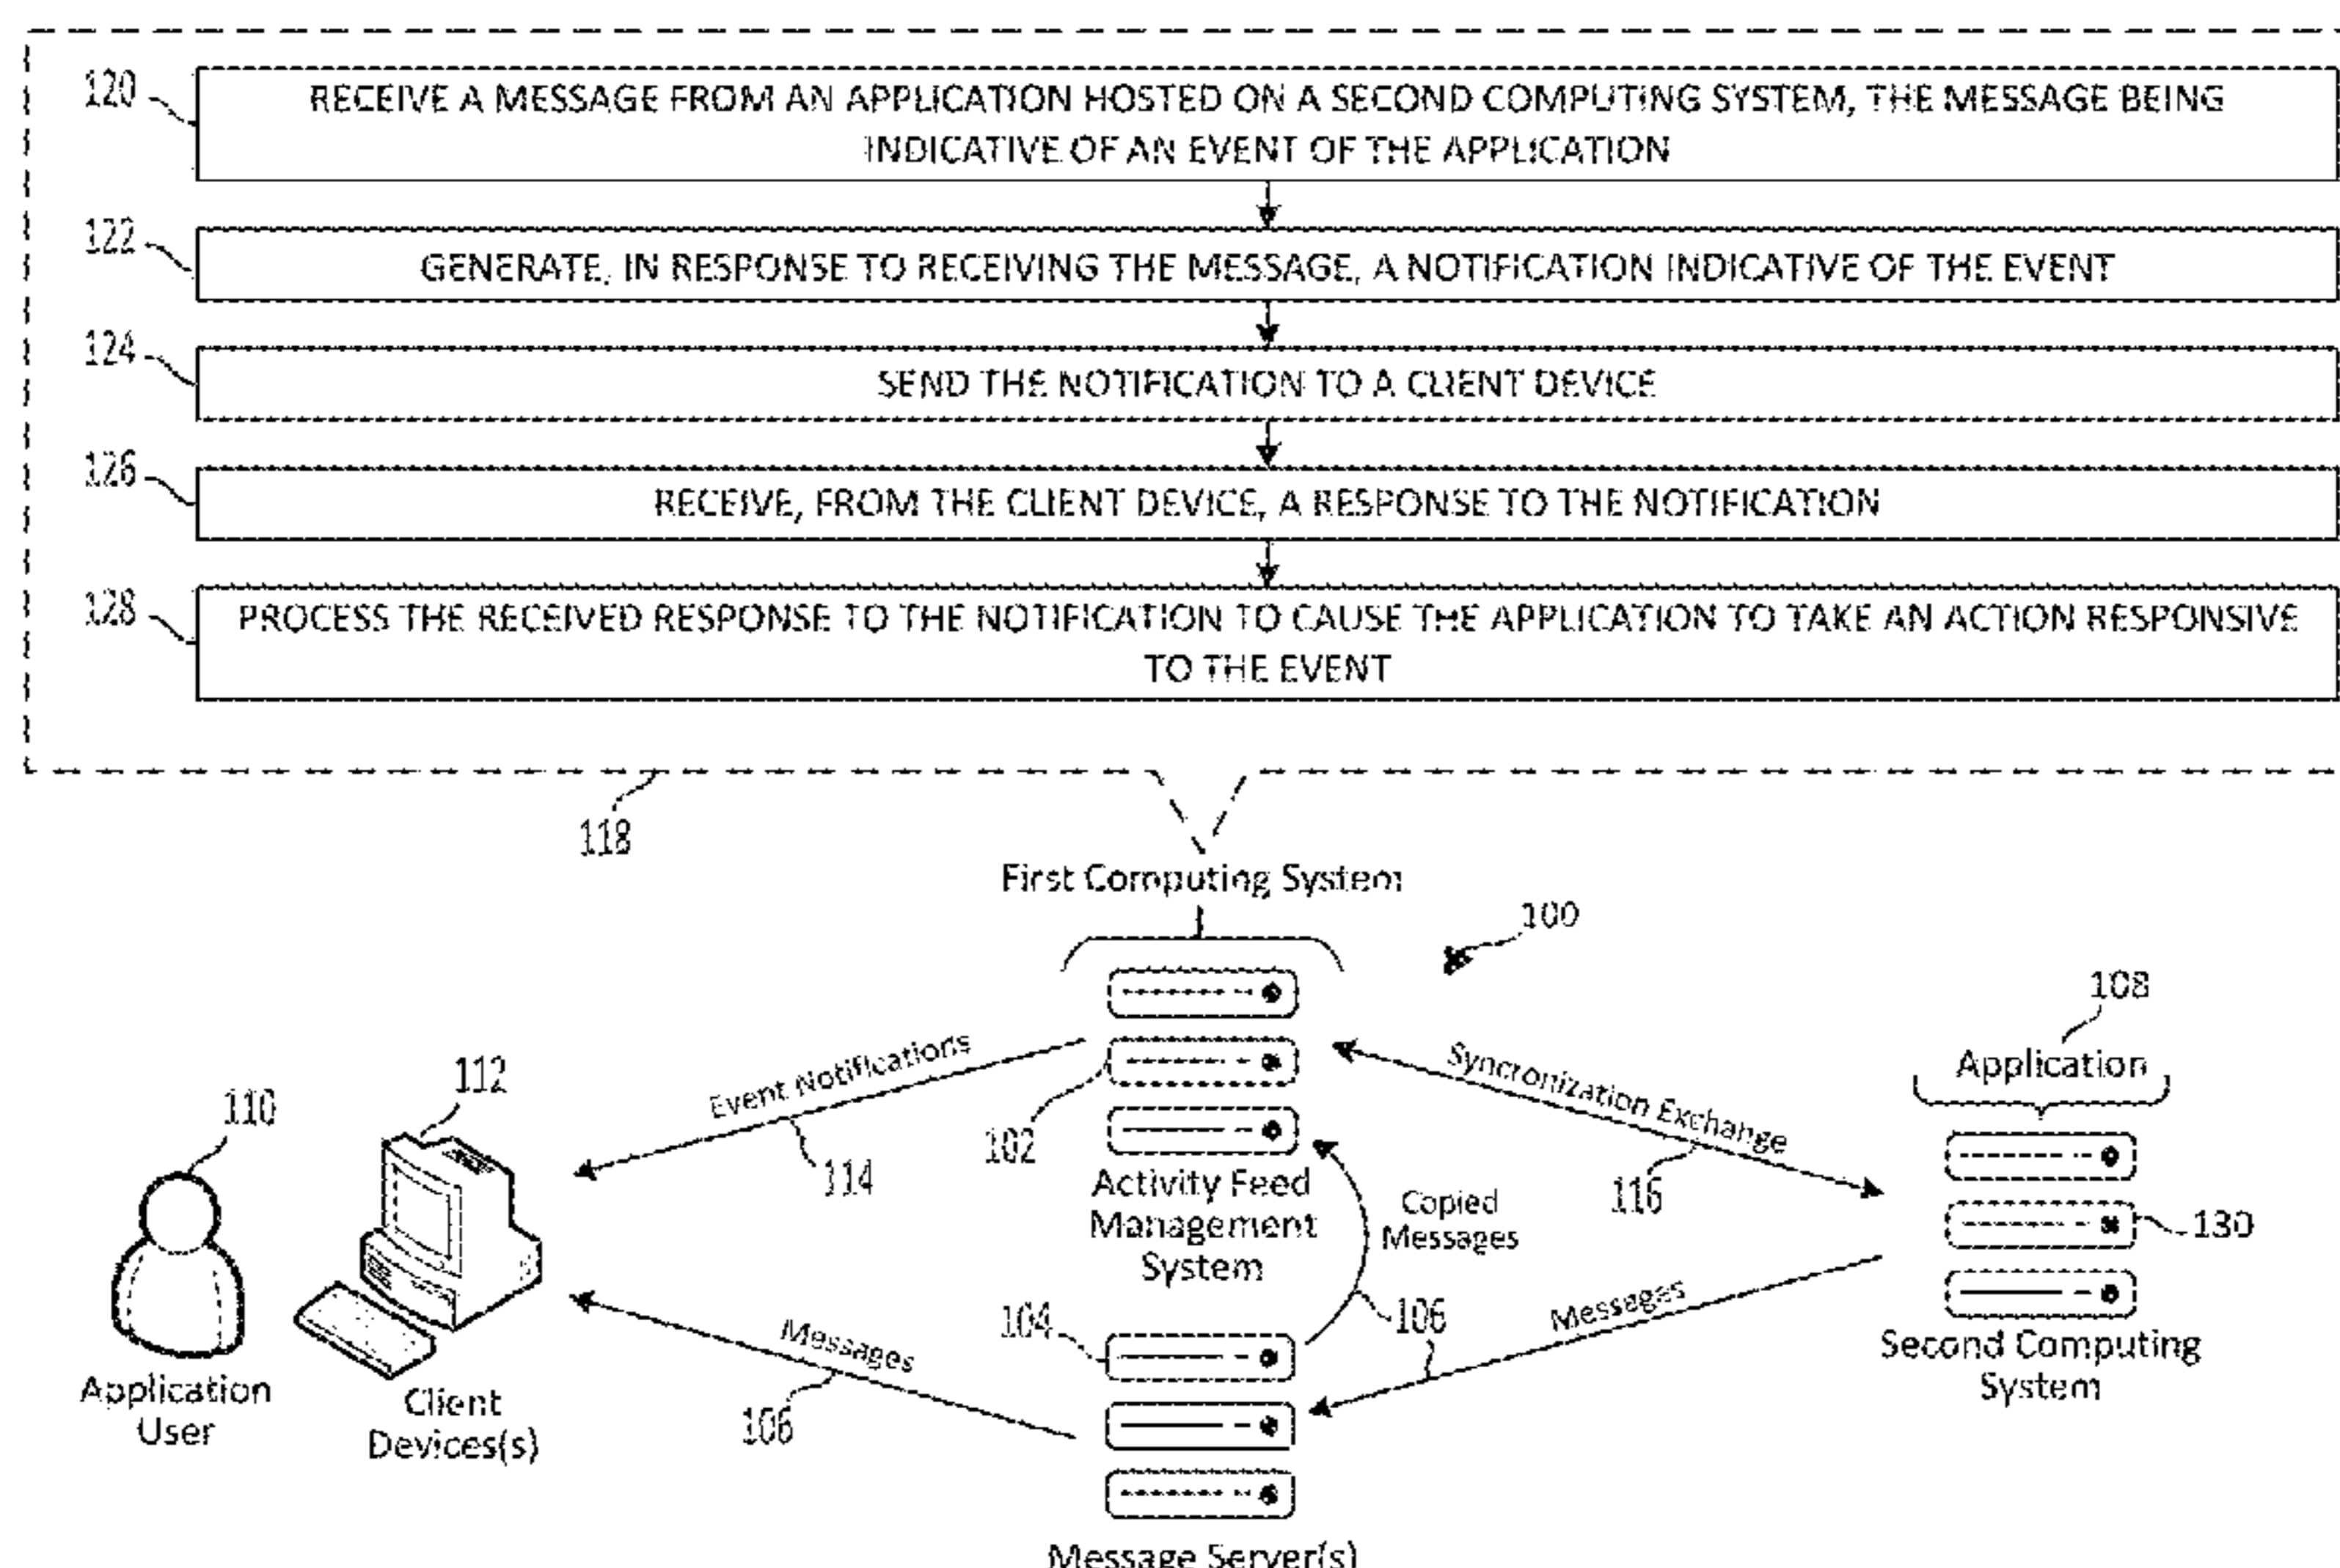 120
RECEIVE A MESSAGE FROM AN APPLICATION HOSTED ON A SECOND COMPUTING SYSTEM, THE MESSAGE BEING
INDICATIVE OF AN EVENT OF THE APPLICATION
122
GENERATE, IN RESPONSE TO RECEIVING THE MESSAGE, A NOTIFICATION INDICATIVE OF THE EVENT
124
SEND THE NOTIFICATION TO A CLIENT DEVICE
126
RECEIVE, FROM THE CLIENT DEVICE, A RESPONSE TO THE NOTIFICATION
128
PROCESS THE RECEIVED RESPONSE TO THE NOTIFICATION TO CAUSE THE APPLICATION TO TAKE AN ACTION RESPONSIVE
TO THE EVENT
118
First Computing System
100
108
Application
112
110
Event Notifications
114
102
Syncronization Exchange
116
130
Activity Feed
Management
System
Copied
Messages
106
104
Messages
106
Messages
Second Computing
System
Application
User
Client
Devices(s)
Message Server(s)